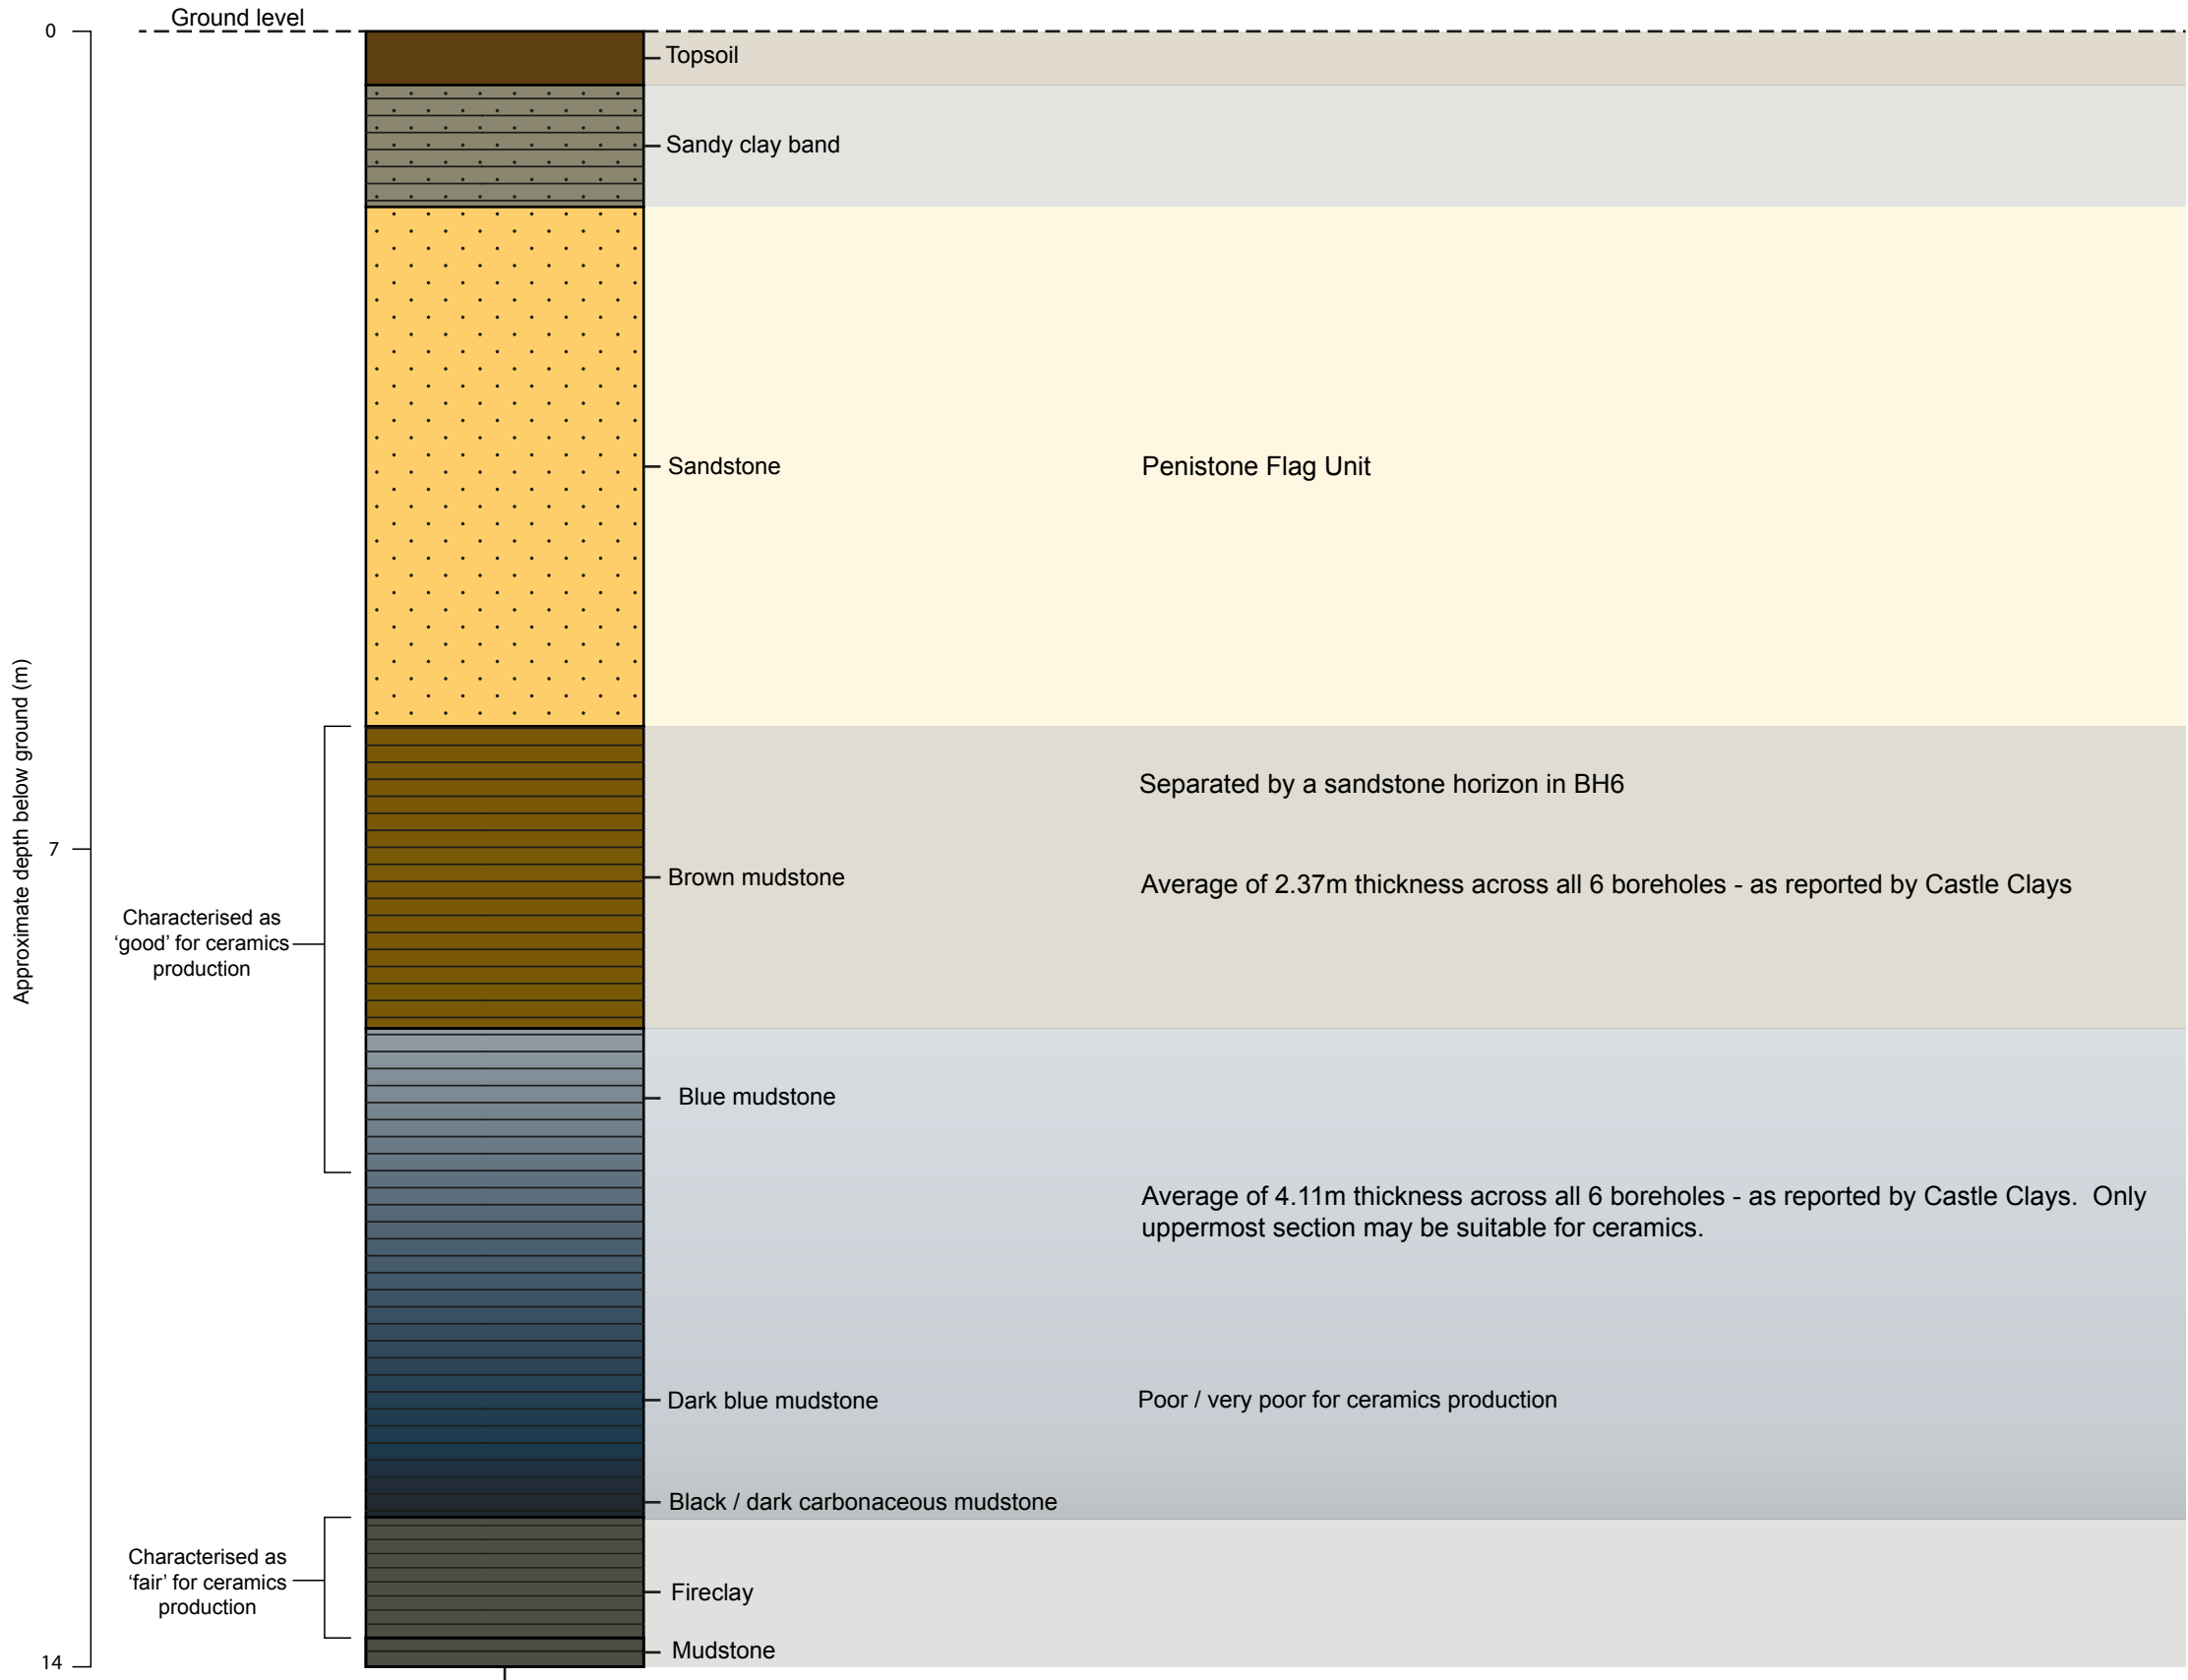 Ground level
0
Topsoil
Sandy clay band
Sandstone
Penistone Flag Unit
Approximate depth below ground (m)
Separated by a sandstone horizon in BH6
7
Brown mudstone
Average of 2.37m thickness across all 6 boreholes - as reported by Castle Clays
Characterised as
‘good’ for ceramics
production
Blue mudstone
Average of 4.11m thickness across all 6 boreholes - as reported by Castle Clays.  Only
uppermost section may be suitable for ceramics.
Dark blue mudstone
Poor / very poor for ceramics production
Black / dark carbonaceous mudstone
Characterised as
‘fair’ for ceramics
production
Fireclay
Mudstone
14